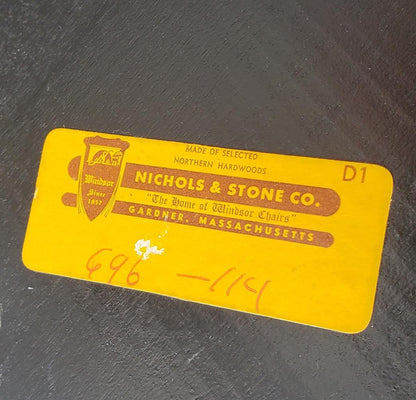 MADE OF SELECTED
NORTHERN HARDWOODS
D1
Windsor
Since
1857
NICHOLS & STONE CO.
"The Home of Windsor Chairs"
GARDNER, MASSACHUSETTS
696 - 114